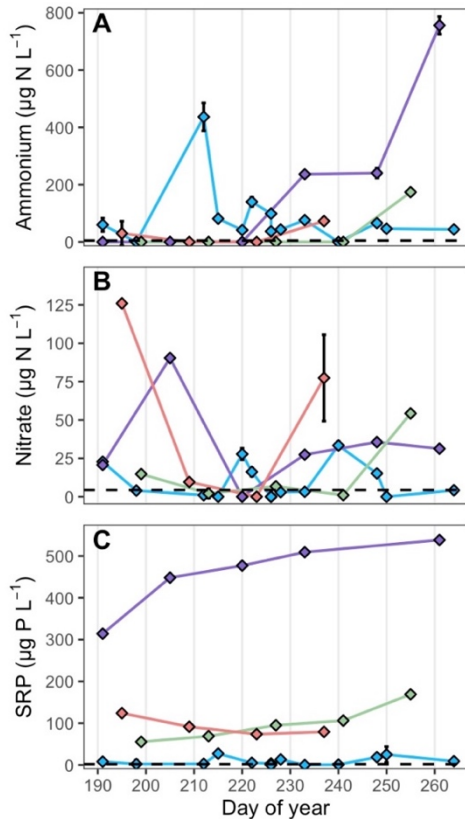 A
Ammonium (µg N L⁻¹)
800
600
400
200
0
B
Nitrate (µg N L⁻¹)
125
100
75
50
25
0
C
SRP (µg P L⁻¹)
500
400
300
200
100
0
190 200 210 220 230 240 250 260
Day of year